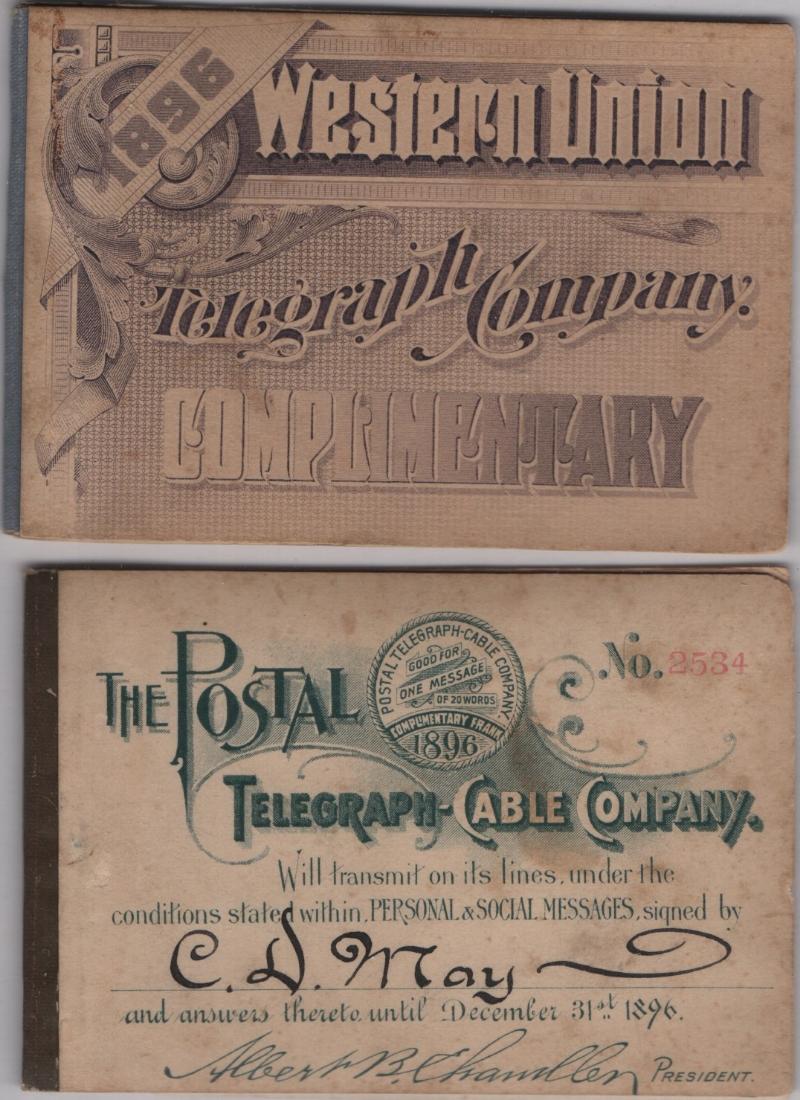 1896
Western Union
Telegraph Company.
COMPLIMENTARY
THE POSTAL
POSTAL TELEGRAPH-CABLE COMPANY.
GOOD FOR
ONE MESSAGE
OF 20 WORDS
COMPLIMENTARY FRANK
1896
No. 2534
TELEGRAPH-CABLE COMPANY.
Will transmit on its lines, under the
conditions stated within, PERSONAL & SOCIAL MESSAGES, signed by
C. D. May
and answers thereto until December 31st 1896.
Albert B. Chandler PRESIDENT.